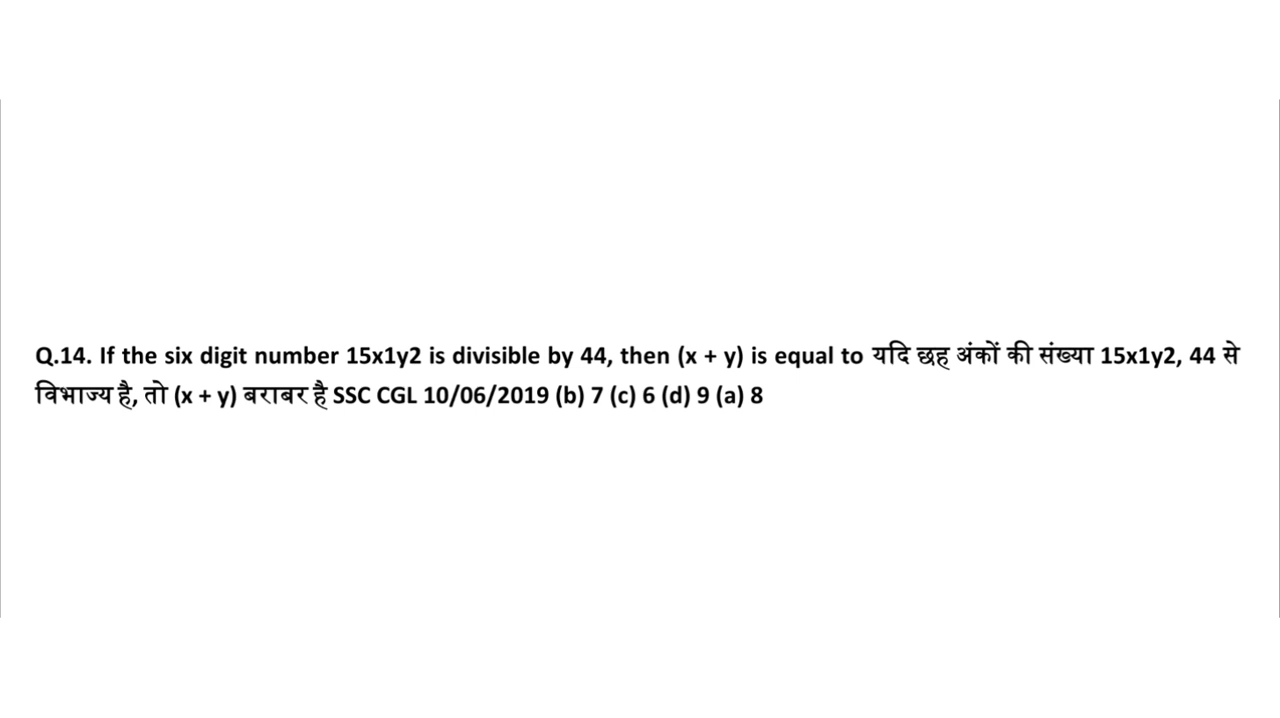 Q.14. If the six digit number 15x1y2 is divisible by 44, then (x + y) is equal to यदि छह अंकों की संख्या 15x1y2, 44 से
विभाज्य है, तो (x + y) बराबर है SSC CGL 10/06/2019 (b) 7 (c) 6 (d) 9 (a) 8